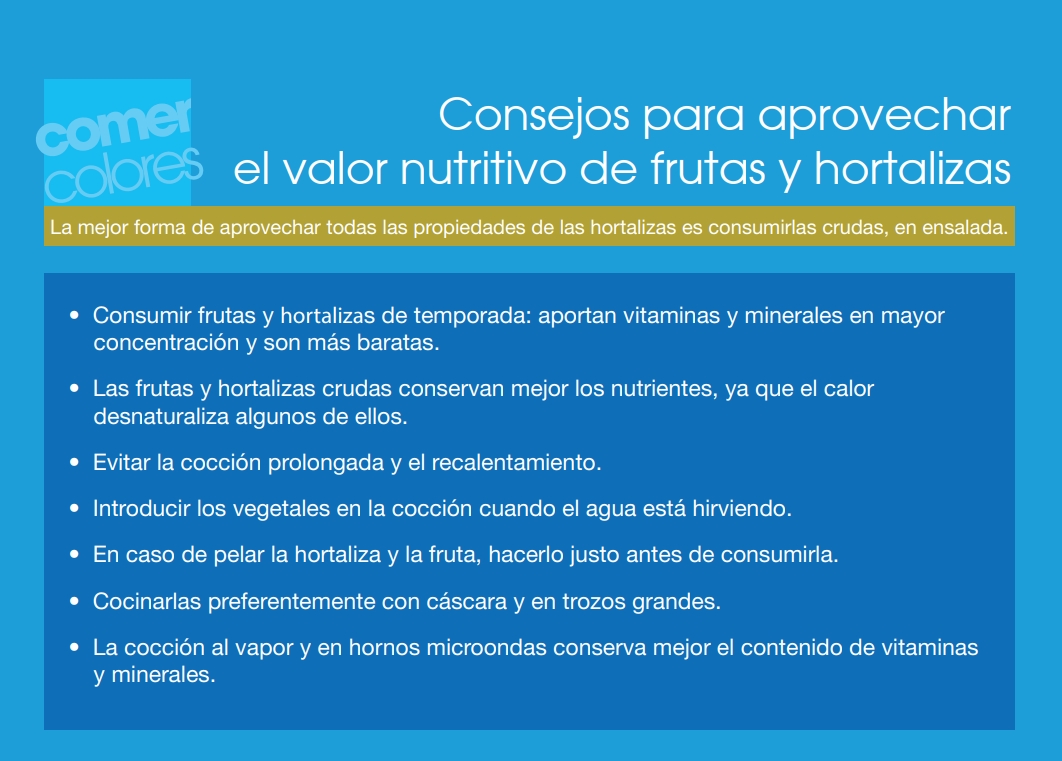 comer
colores
Consejos para aprovechar
el valor nutritivo de frutas y hortalizas
La mejor forma de aprovechar todas las propiedades de las hortalizas es consumirlas crudas, en ensalada.
• Consumir frutas y hortalizas de temporada: aportan vitaminas y minerales en mayor
concentración y son más baratas.
• Las frutas y hortalizas crudas conservan mejor los nutrientes, ya que el calor
desnaturaliza algunos de ellos.
• Evitar la cocción prolongada y el recalentamiento.
• Introducir los vegetales en la cocción cuando el agua está hirviendo.
• En caso de pelar la hortaliza y la fruta, hacerlo justo antes de consumirla.
• Cocinarlas preferentemente con cáscara y en trozos grandes.
• La cocción al vapor y en hornos microondas conserva mejor el contenido de vitaminas
y minerales.